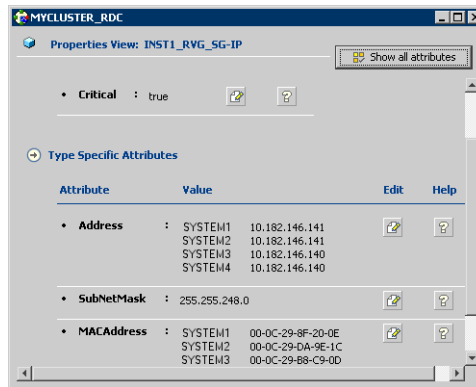 MYCLUSTER_RDC
Properties View: INST1_RVG_SG-IP
Show all attributes
• Critical : true
Type Specific Attributes
Attribute Value Edit Help
• Address : SYSTEM1 10.182.146.141
SYSTEM2 10.182.146.141
SYSTEM3 10.182.146.140
SYSTEM4 10.182.146.140
• SubNetMask : 255.255.248.0
• MACAddress : SYSTEM1 00-0C-29-8F-20-0E
SYSTEM2 00-0C-29-DA-9E-1C
SYSTEM3 00-0C-29-B8-C9-0D